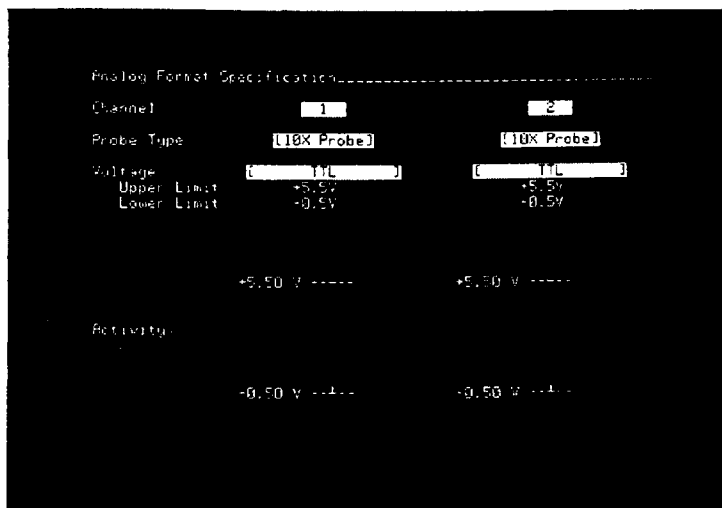 Analog Format Specification
Channel 1 2
Probe Type [10X Probe] [10X Probe]
Voltage [ TTL ] [ TTL ]
Upper Limit +5.5V +5.5V
Lower Limit -0.5V -0.5V
+5.50 V ----- +5.50 V -----
Activity
-0.50 V --┴-- -0.50 V --┴--